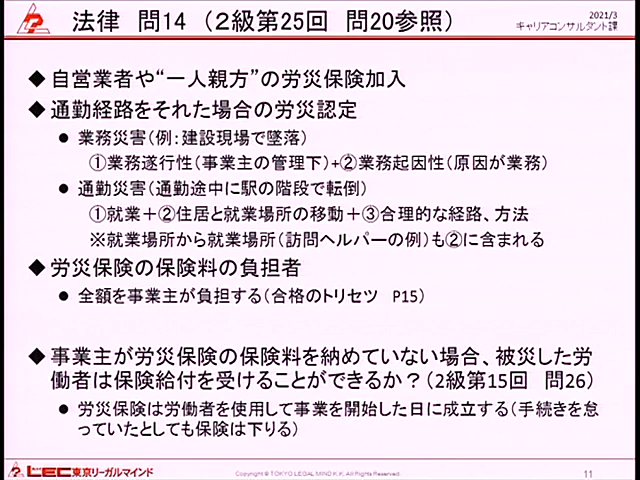 法律　問14　（２級第25回　問20参照）
2021/3
キャリアコンサルタント課
◆ 自営業者や“一人親方”の労災保険加入
◆ 通勤経路をそれた場合の労災認定
● 業務災害（例：建設現場で墜落）
①業務遂行性（事業主の管理下）+②業務起因性（原因が業務）
● 通勤災害（通勤途中に駅の階段で転倒）
①就業＋②住居と就業場所の移動＋③合理的な経路、方法
※就業場所から就業場所（訪問ヘルパーの例）も②に含まれる
◆ 労災保険の保険料の負担者
● 全額を事業主が負担する（合格のトリセツ　P15）
◆ 事業主が労災保険の保険料を納めていない場合、被災した労
働者は保険給付を受けることができるか？（２級第15回　問26）
● 労災保険は労働者を使用して事業を開始した日に成立する（手続きを怠
っていたとしても保険は下りる）
LEC東京リーガルマインド
Copyright © TOKYO LEGAL MIND K.K. All Rights Reserved.
11